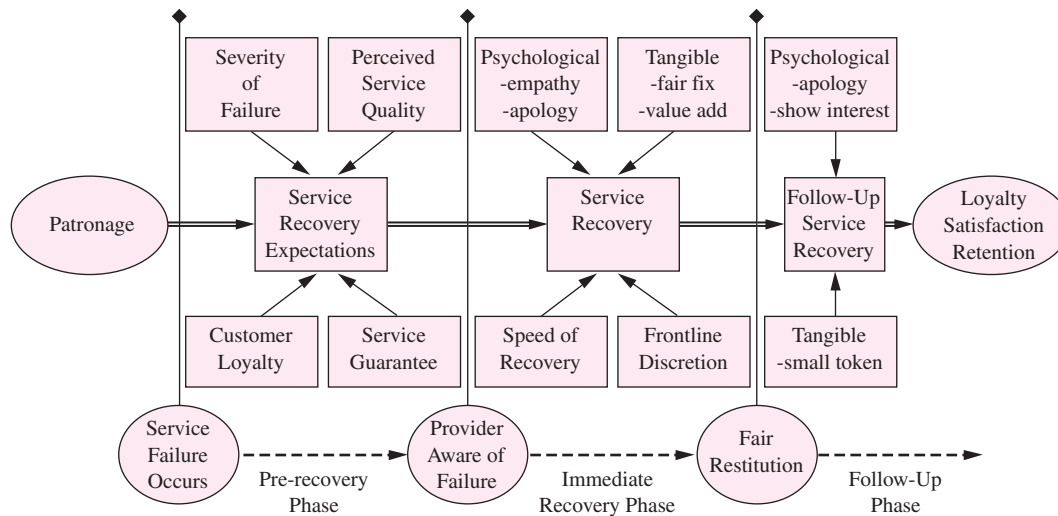 Severity
of
Failure
Perceived
Service
Quality
Psychological
-empathy
-apology
Tangible
-fair fix
-value add
Psychological
-apology
-show interest
Patronage
Service
Recovery
Expectations
Service
Recovery
Follow-Up
Service
Recovery
Loyalty
Satisfaction
Retention
Customer
Loyalty
Service
Guarantee
Speed of
Recovery
Frontline
Discretion
Tangible
-small token
Service
Failure
Occurs
Pre-recovery
Phase
Provider
Aware of
Failure
Immediate
Recovery Phase
Fair
Restitution
Follow-Up
Phase